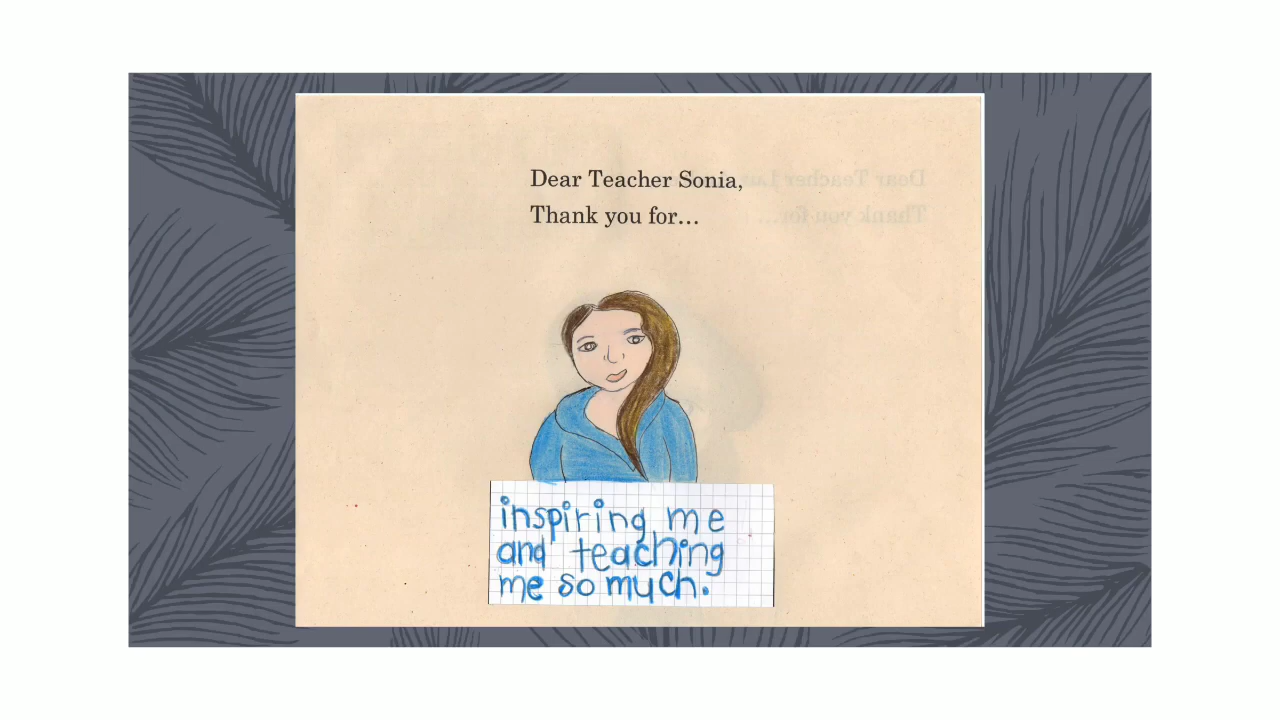 Dear Teacher Sonia,
Thank you for...
inspiring me
and teaching
me so much.